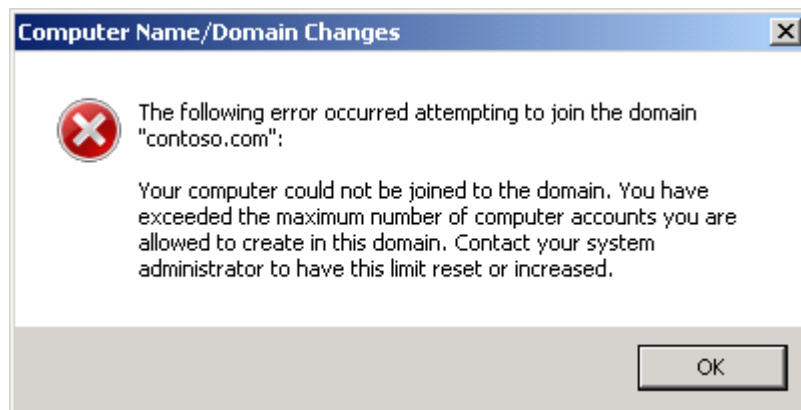 Computer Name/Domain Changes
The following error occurred attempting to join the domain
"contoso.com":
Your computer could not be joined to the domain. You have
exceeded the maximum number of computer accounts you are
allowed to create in this domain. Contact your system
administrator to have this limit reset or increased.
OK